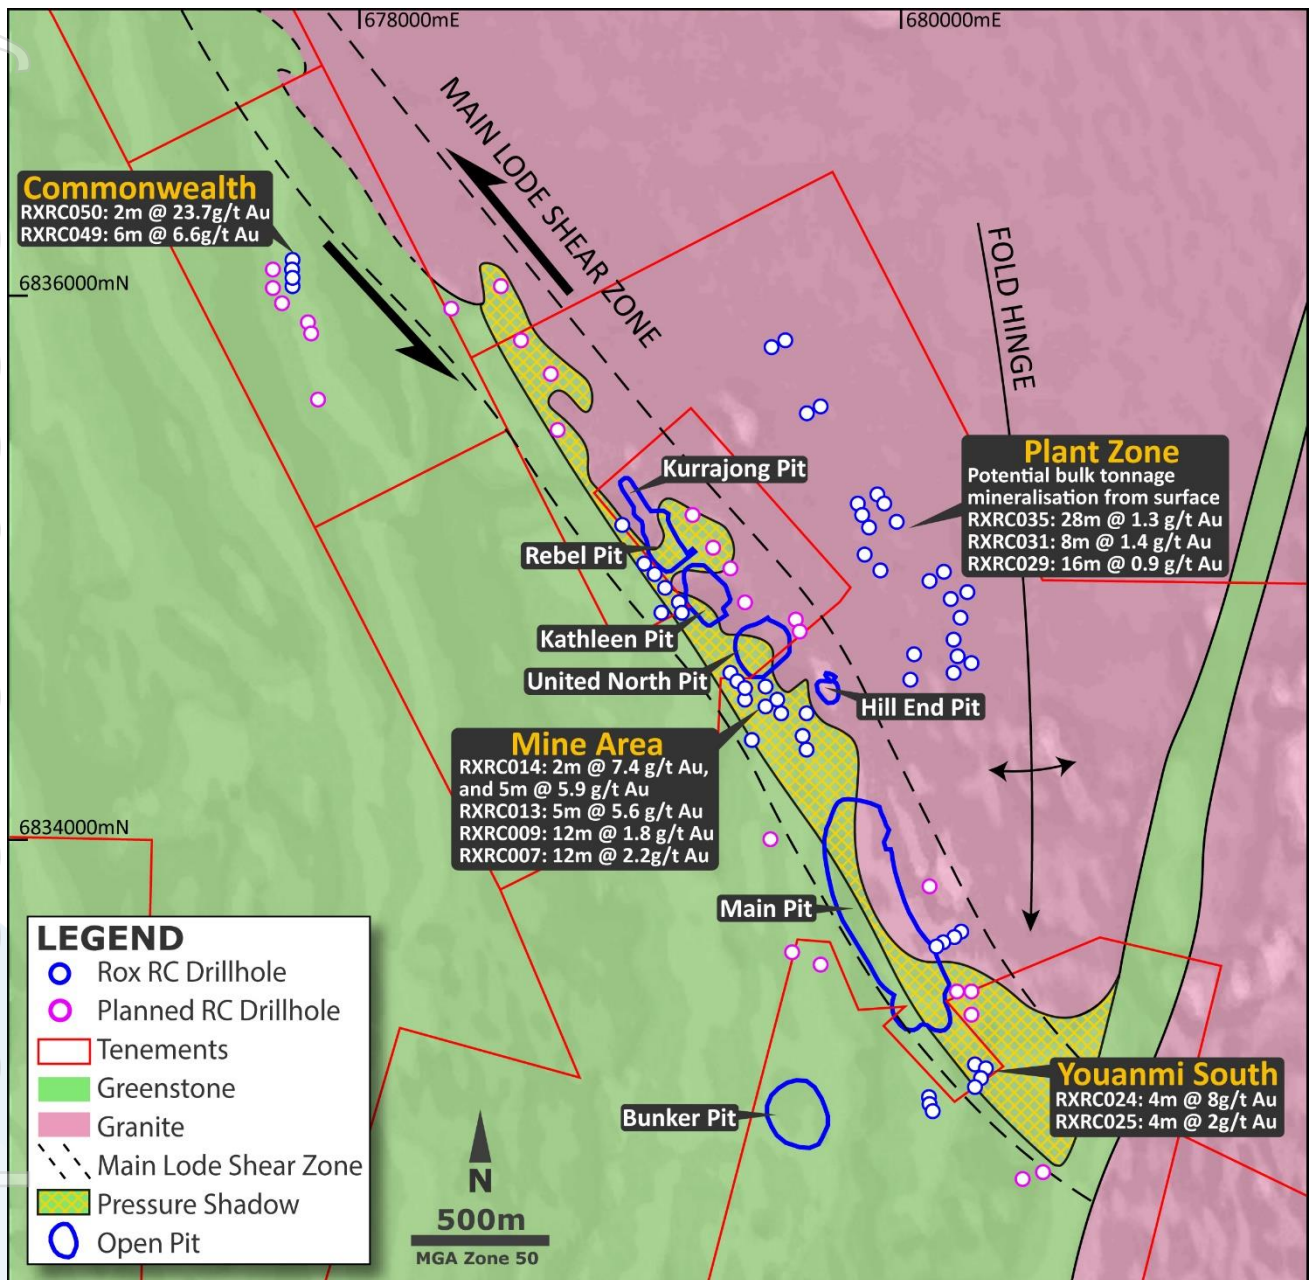 678000mE
680000mE
MAIN LODE SHEAR ZONE
Commonwealth
RXRC050: 2m @ 23.7g/t Au
RXRC049: 6m @ 6.6g/t Au
FOLD HINGE
6836000mN
Plant Zone
Potential bulk tonnage
mineralisation from surface
RXRC035: 28m @ 1.3 g/t Au
RXRC031: 8m @ 1.4 g/t Au
RXRC029: 16m @ 0.9 g/t Au
Kurrajong Pit
Rebel Pit
Kathleen Pit
United North Pit
Hill End Pit
Mine Area
RXRC014: 2m @ 7.4 g/t Au,
and 5m @ 5.9 g/t Au
RXRC013: 5m @ 5.6 g/t Au
RXRC009: 12m @ 1.8 g/t Au
RXRC007: 12m @ 2.2g/t Au
6834000mN
Main Pit
Youanmi South
RXRC024: 4m @ 8g/t Au
RXRC025: 4m @ 2g/t Au
Bunker Pit
LEGEND
Rox RC Drillhole
Planned RC Drillhole
Tenements
Greenstone
Granite
Main Lode Shear Zone
Pressure Shadow
Open Pit
N
500m
MGA Zone 50